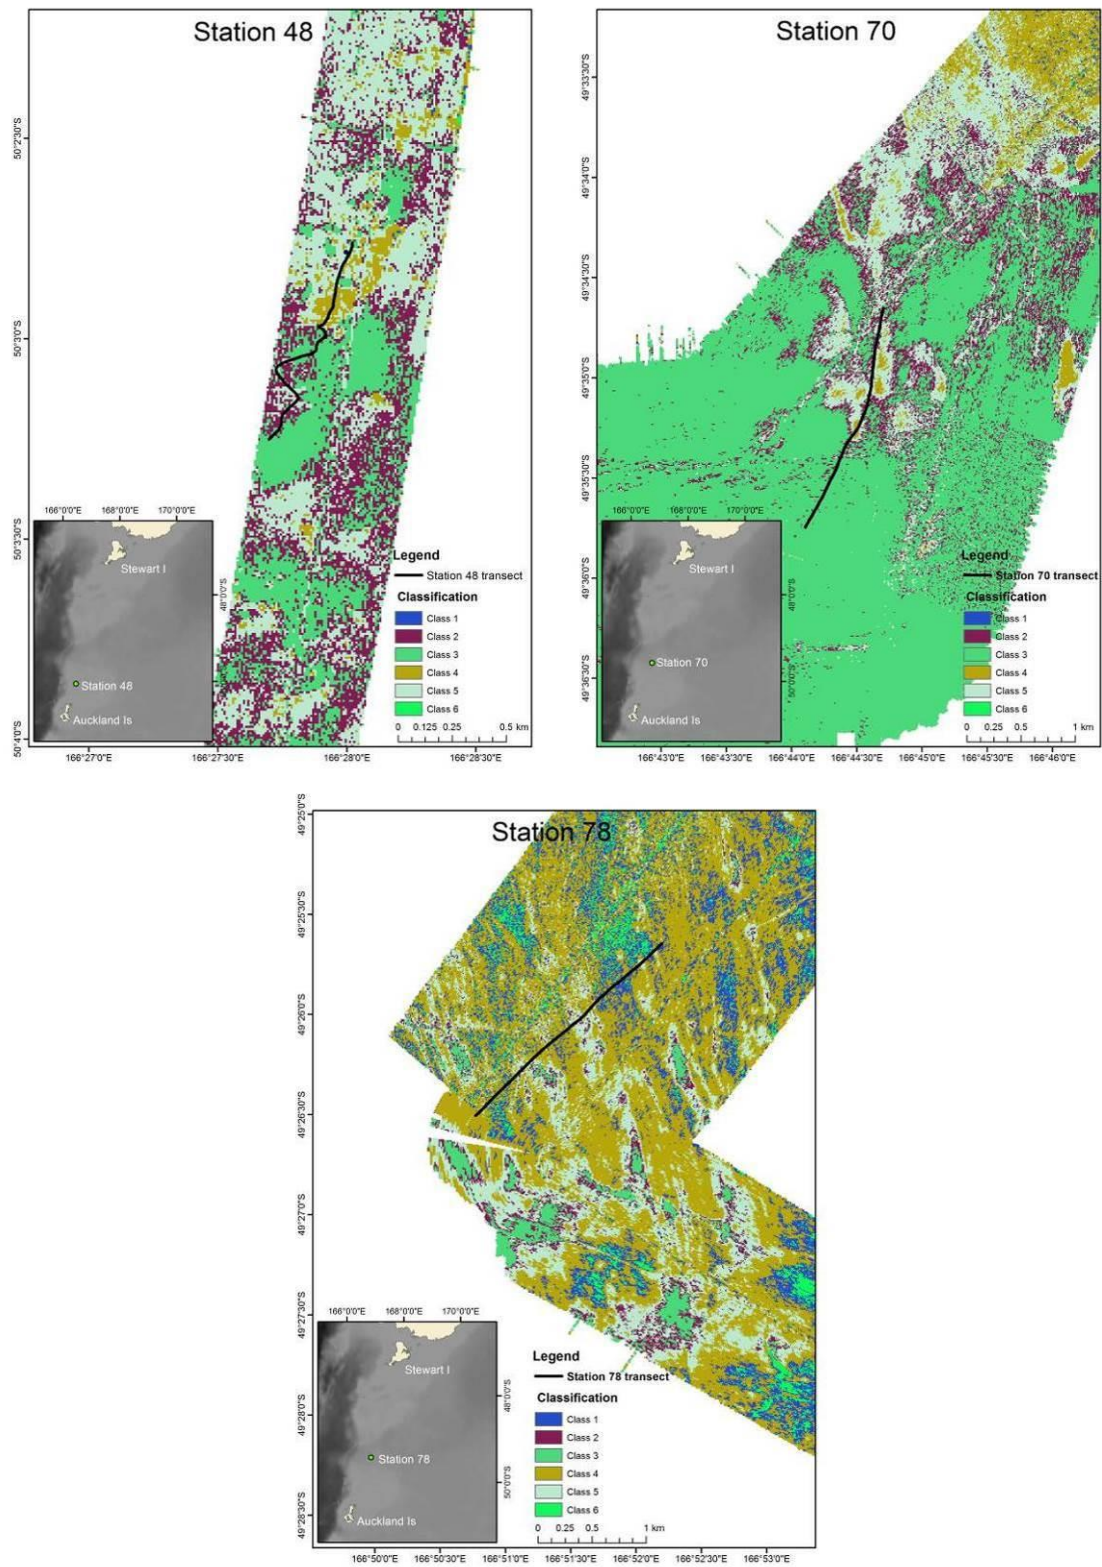 Station 48
50°2'30"S
50°3'0"S
50°3'30"S
50°4'0"S
166°0'0"E 168°0'0"E 170°0'0"E
Stewart I
48°0'0"S
Station 48
Auckland Is
Legend
Station 48 transect
Classification
Class 1
Class 2
Class 3
Class 4
Class 5
Class 6
0 0.125 0.25 0.5 km
166°27'0"E 166°27'30"E 166°28'0"E 166°28'30"E
Station 70
49°33'30"S
49°34'0"S
49°34'30"S
49°35'0"S
49°35'30"S
49°36'0"S
49°36'30"S
166°0'0"E 168°0'0"E 170°0'0"E
Stewart I
48°0'0"S
Station 70
50°0'0"S
Auckland Is
Legend
Station 70 transect
Classification
Class 1
Class 2
Class 3
Class 4
Class 5
Class 6
0 0.25 0.5 1 km
166°43'0"E 166°43'30"E 166°44'0"E 166°44'30"E 166°45'0"E 166°45'30"E 166°46'0"E
Station 78
49°25'0"S
49°25'30"S
49°26'0"S
49°26'30"S
49°27'0"S
49°27'30"S
49°28'0"S
49°28'30"S
166°0'0"E 168°0'0"E 170°0'0"E
Stewart I
48°0'0"S
Station 78
50°0'0"S
Auckland Is
Legend
Station 78 transect
Classification
Class 1
Class 2
Class 3
Class 4
Class 5
Class 6
0 0.25 0.5 1 km
166°50'0"E 166°50'30"E 166°51'0"E 166°51'30"E 166°52'0"E 166°52'30"E 166°53'0"E